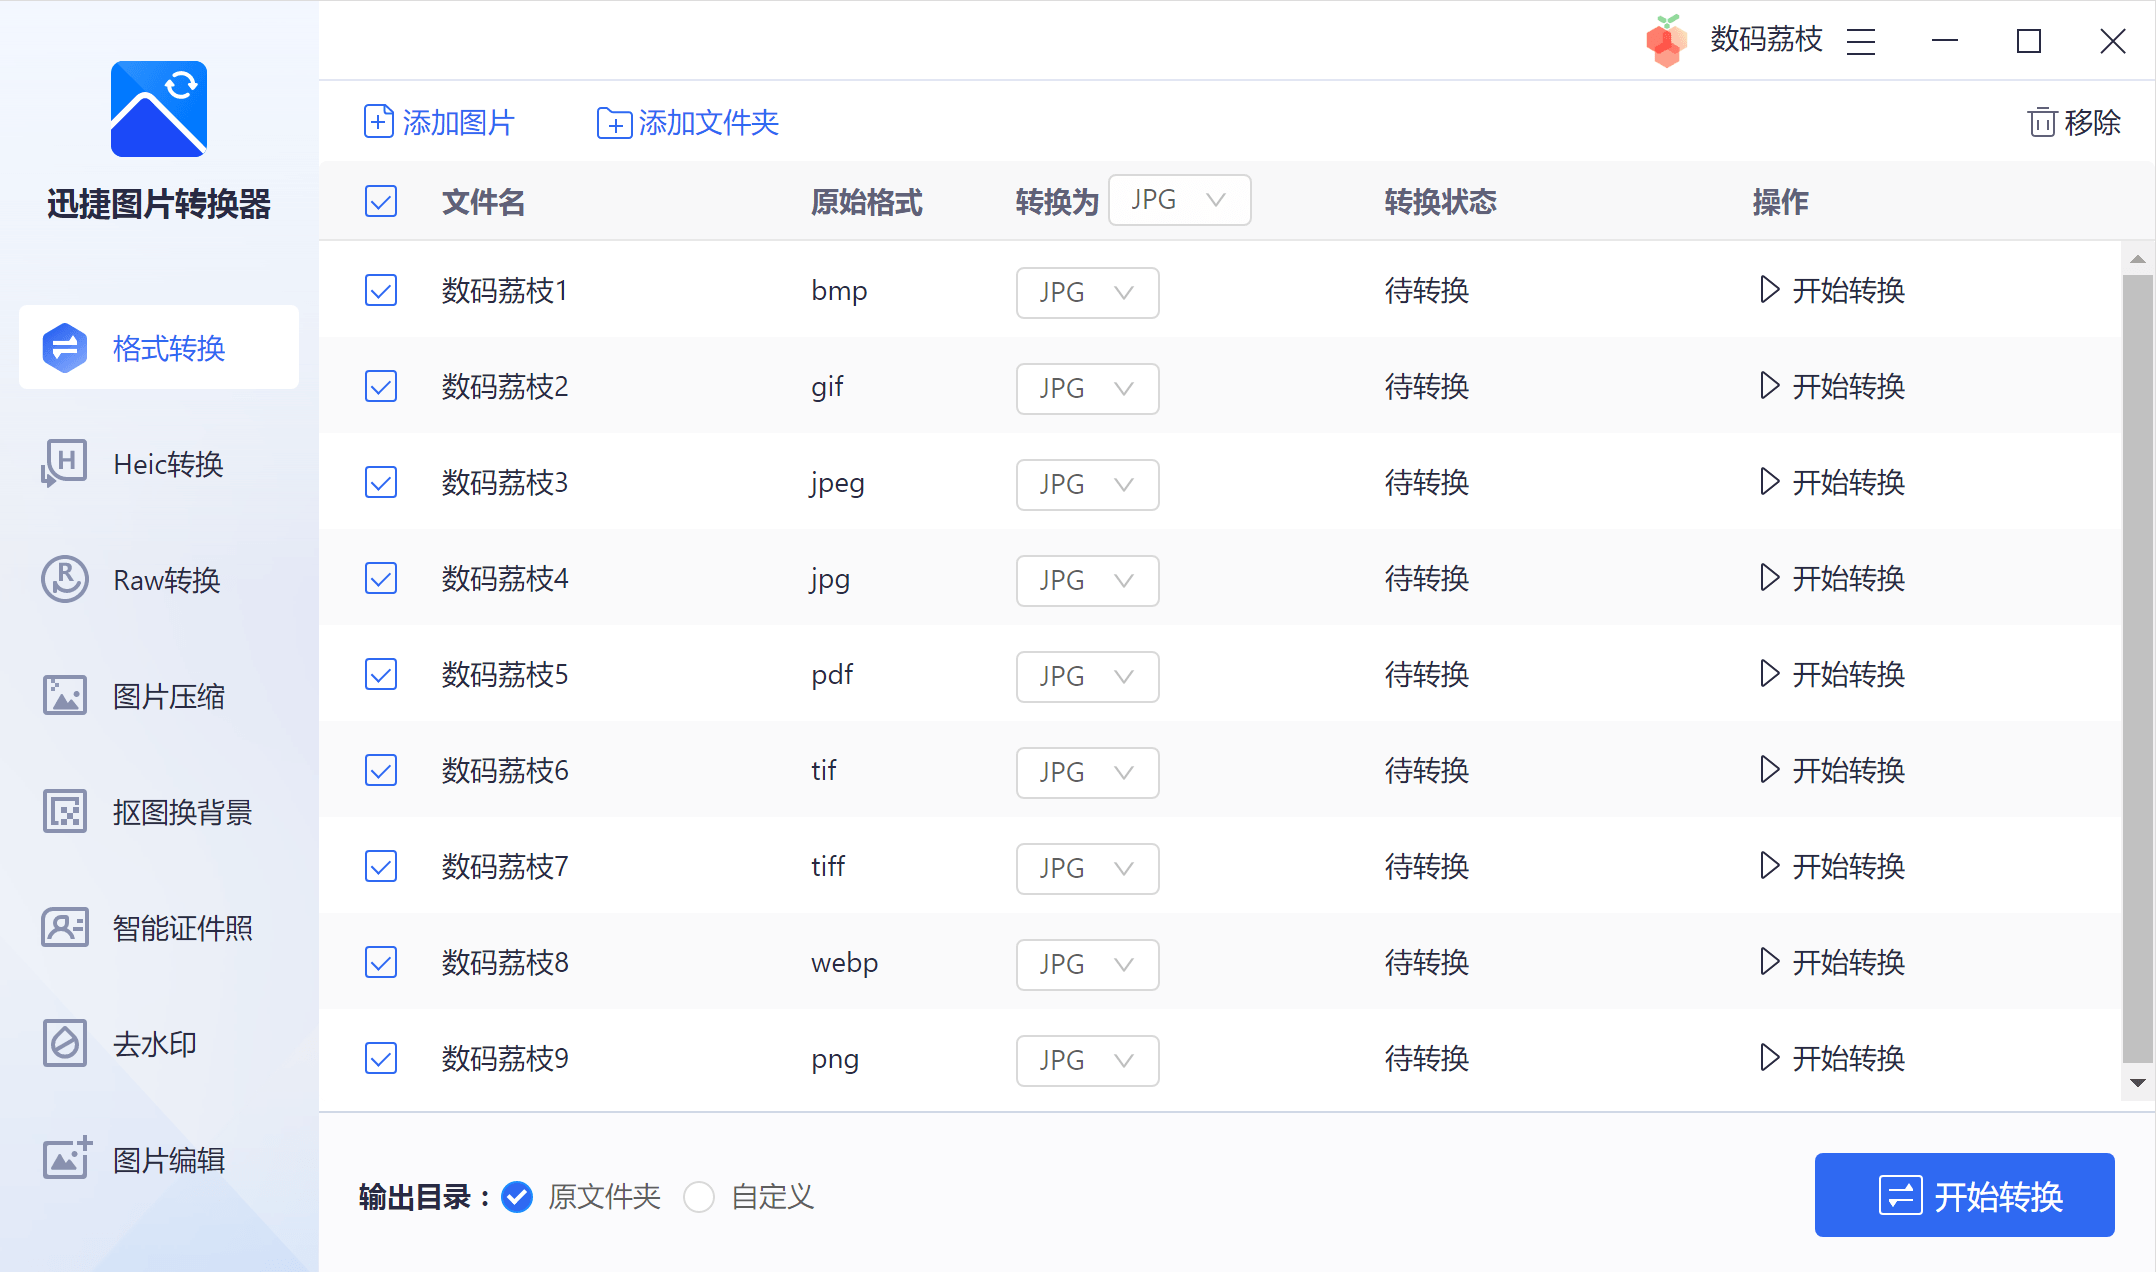 数码荔枝
迅捷图片转换器
格式转换
Heic转换
Raw转换
图片压缩
抠图换背景
智能证件照
去水印
图片编辑
添加图片 添加文件夹 移除
文件名 原始格式 转换为 JPG 转换状态 操作
数码荔枝1 bmp JPG 待转换 开始转换
数码荔枝2 gif JPG 待转换 开始转换
数码荔枝3 jpeg JPG 待转换 开始转换
数码荔枝4 jpg JPG 待转换 开始转换
数码荔枝5 pdf JPG 待转换 开始转换
数码荔枝6 tif JPG 待转换 开始转换
数码荔枝7 tiff JPG 待转换 开始转换
数码荔枝8 webp JPG 待转换 开始转换
数码荔枝9 png JPG 待转换 开始转换
输出目录： 原文件夹 自定义 开始转换